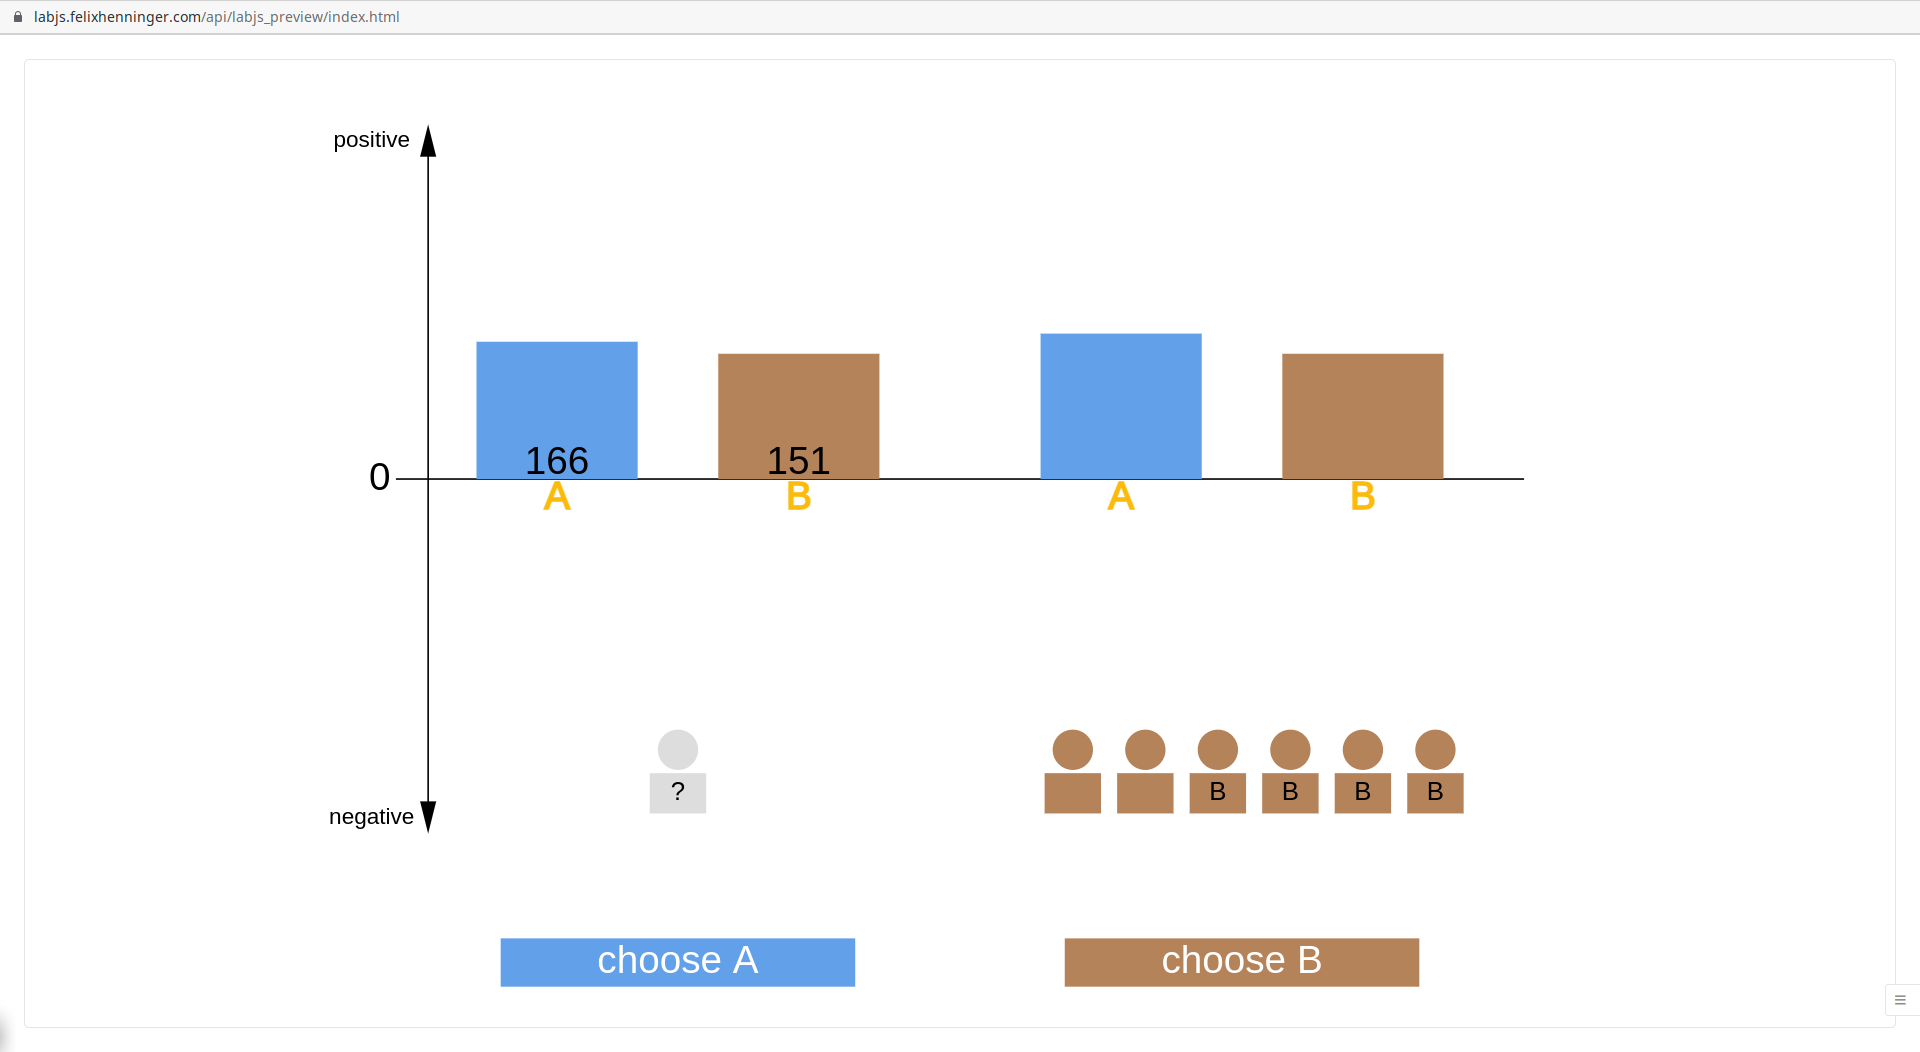 labjs.felixhenninger.com/api/labjs_preview/index.html
positive
166 151
0
A B A B
? B B B B
negative
choose A choose B